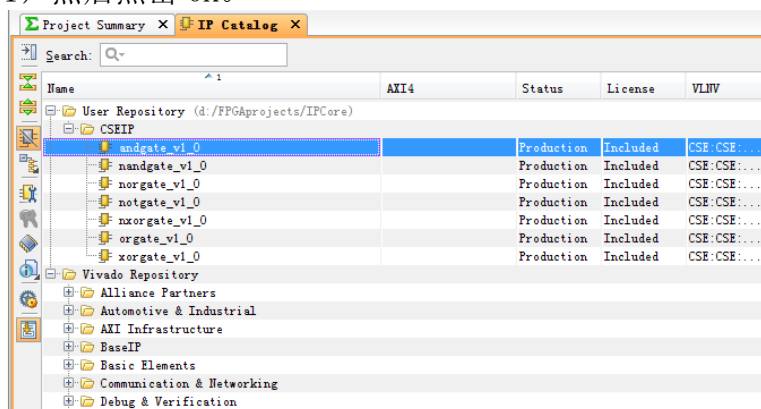 Project Summary × IP Catalog ×
Search:
Name 1 AXI4 Status License VLNV
User Repository (d:/FPGAprojects/IPCore)
CSEIP
andgate_v1_0 Production Included CSE:CSE:...
nandgate_v1_0 Production Included CSE:CSE:...
norgate_v1_0 Production Included CSE:CSE:...
notgate_v1_0 Production Included CSE:CSE:...
nxorgate_v1_0 Production Included CSE:CSE:...
orgate_v1_0 Production Included CSE:CSE:...
xorgate_v1_0 Production Included CSE:CSE:...
Vivado Repository
Alliance Partners
Automotive & Industrial
AXI Infrastructure
BaseIP
Basic Elements
Communication & Networking
Debug & Verification